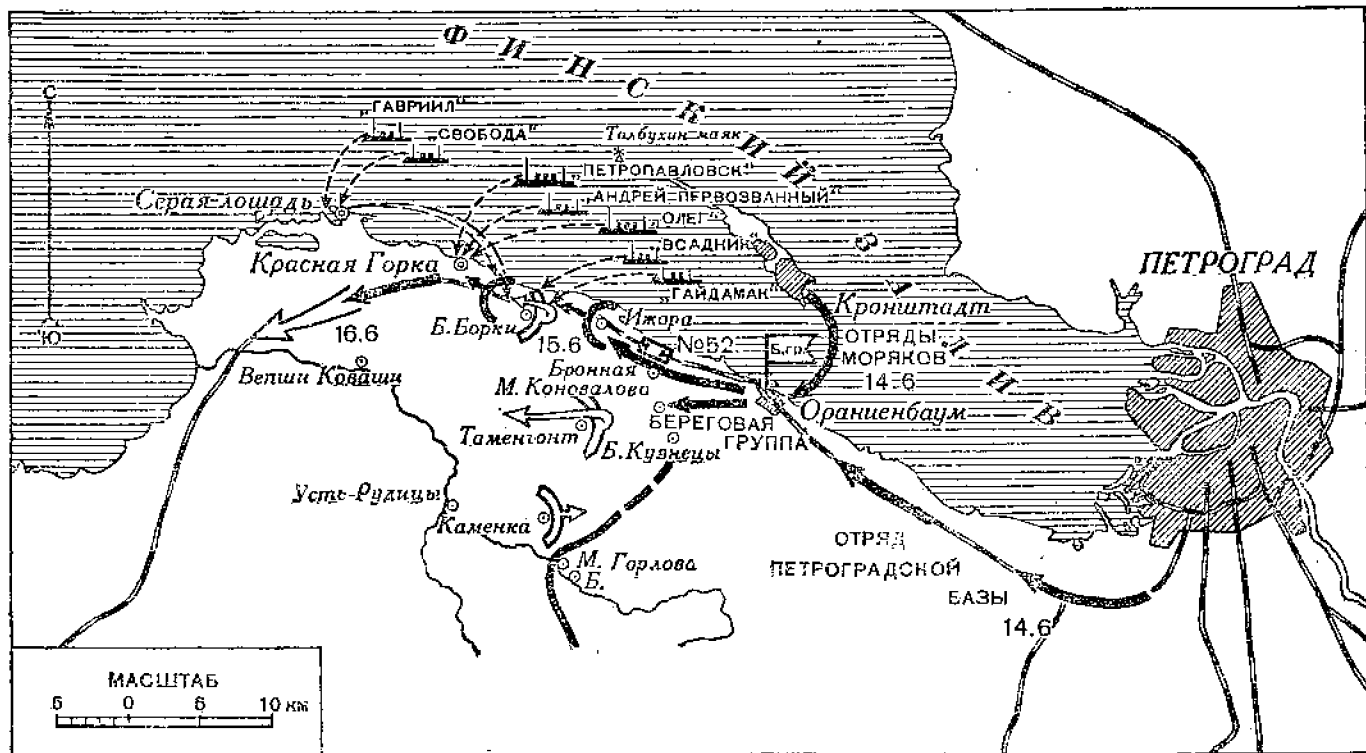 ФИНСКИЙ ЗАЛИВ
С
Ю
„ГАВРИИЛ“
„СВОБОДА“
Толбухин маяк
„ПЕТРОПАВЛОВСК“
„АНДРЕЙ ПЕРВОЗВАННЫЙ“
„ОЛЕГ“
„ВСАДНИК“
„ГАЙДАМАК“
Серая лошадь
Красная Горка
ПЕТРОГРАД
Кронштадт
ОТРЯДЫ
МОРЯКОВ
14.6
Б.гр.
Ижора
№52
Б. Борки
15.6
16.6
Бронная
М. Коновалово
Вепши Коваши
Ораниенбаум
БЕРЕГОВАЯ
ГРУППА
Таменгонт
Б. Кузнецы
Усть-Рудицы
Каменка
М. Горлова
Б.
ОТРЯД
ПЕТРОГРАДСКОЙ
БАЗЫ
14.6
МАСШТАБ
5 0 5 10 км